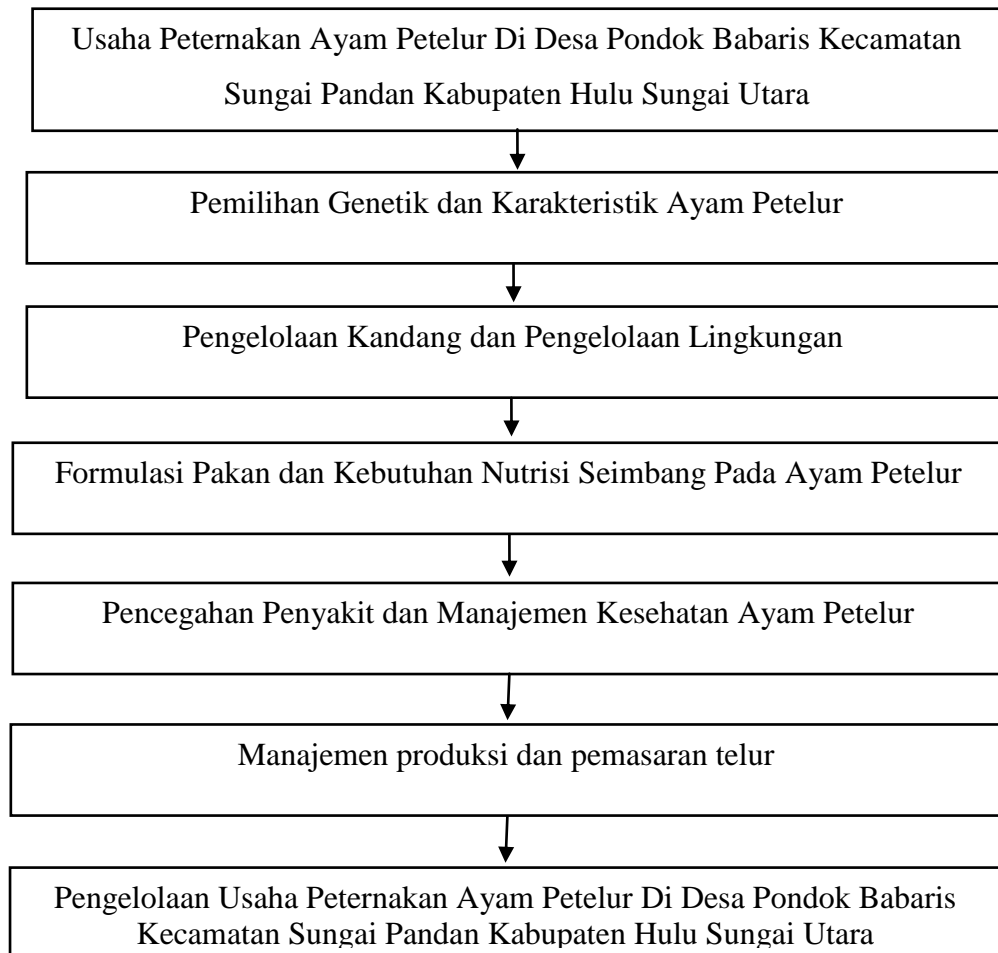 Usaha Peternakan Ayam Petelur Di Desa Pondok Babaris Kecamatan
Sungai Pandan Kabupaten Hulu Sungai Utara
Pemilihan Genetik dan Karakteristik Ayam Petelur
Pengelolaan Kandang dan Pengelolaan Lingkungan
Formulasi Pakan dan Kebutuhan Nutrisi Seimbang Pada Ayam Petelur
Pencegahan Penyakit dan Manajemen Kesehatan Ayam Petelur
Manajemen produksi dan pemasaran telur
Pengelolaan Usaha Peternakan Ayam Petelur Di Desa Pondok Babaris
Kecamatan Sungai Pandan Kabupaten Hulu Sungai Utara